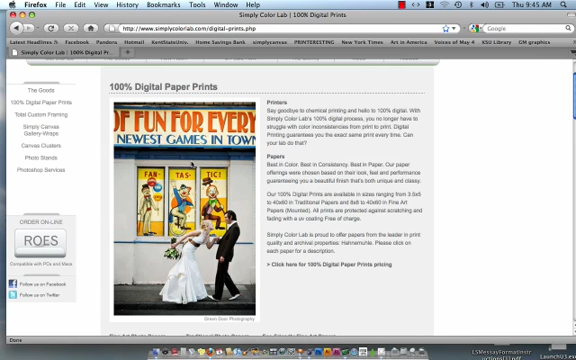 Firefox File Edit View History Bookmarks Tools Window Help Thu 9:45 AM
Simply Color Lab | 100% Digital Prints
http://www.simplycolorlab.com/digital-prints.php
Google
Latest Headlines Facebook Pandora Hotmail KentStateUniv. Home Savings Bank simplycanvas PRINTERESTING New York Times Art in America Voices of May 4 KSU Library GM graphics
Simply Color Lab | 100% Digital Pr...
The Goods
100% Digital Paper Prints
Total Custom Framing
Simply Canvas
Gallery-Wraps
Canvas Clusters
Photo Stands
Photoshop Services
ORDER ON-LINE
ROES
Compatible with PCs and Macs
Follow us on Facebook
Follow us on Twitter
100% Digital Paper Prints
OF FUN FOR EVERY
NEWEST GAMES IN TOWN
FAN-
TAS-
TIC!
Green Door Photography
Printers
Say goodbye to chemical printing and hello to 100% digital. With
Simply Color Lab's 100% digital process, you no longer have to
struggle with color inconsistencies from print to print. Digital
Printing guarantees you the exact same print every time. Can
your lab do that?
Papers
Best in Color. Best in Consistency. Best in Paper. Our paper
offerings were chosen based on their look, feel and performance
guaranteeing you a beautiful finish that's both unique and classy.
Our 100% Digital Prints are available in sizes ranging from 3.5x5
to 40x60 in Traditional Papers and 8x8 to 40x60 in Fine Art
Papers (Mounted). All prints are protected against scratching and
fading with a uv coating Free of charge.
Simply Color Lab is proud to offer papers from the leader in print
quality and archival properties: Hahnemuhle. Please click on
each paper for a description.
> Click here for 100% Digital Paper Prints pricing
Done